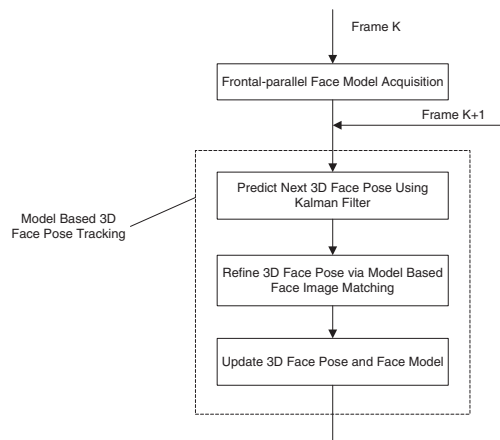 Frame K
Frontal-parallel Face Model Acquisition
Frame K+1
Predict Next 3D Face Pose Using
Kalman Filter
Model Based 3D
Face Pose Tracking
Refine 3D Face Pose via Model Based
Face Image Matching
Update 3D Face Pose and Face Model